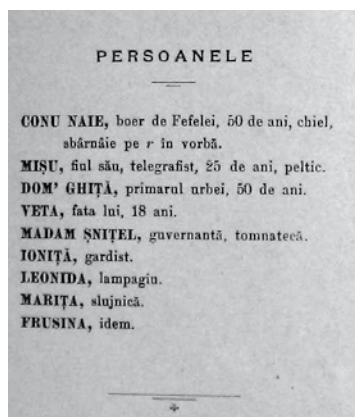 PERSOANELE
CONU NAIE, boer de Fefelei, 50 de ani, chiel,
sbârnâie pe r în vorbă.
MIȘU, fiul său, telegrafist, 25 de ani, peltic.
DOM' GHIȚĂ, primarul urbei, 50 de ani.
VETA, fata lui, 18 ani.
MADAM ȘNIȚEL, guvernantă, tomnatecă.
IONIȚĂ, gardist.
LEONIDA, lampagiu.
MARIȚA, slujnică.
FRUSINA, idem.